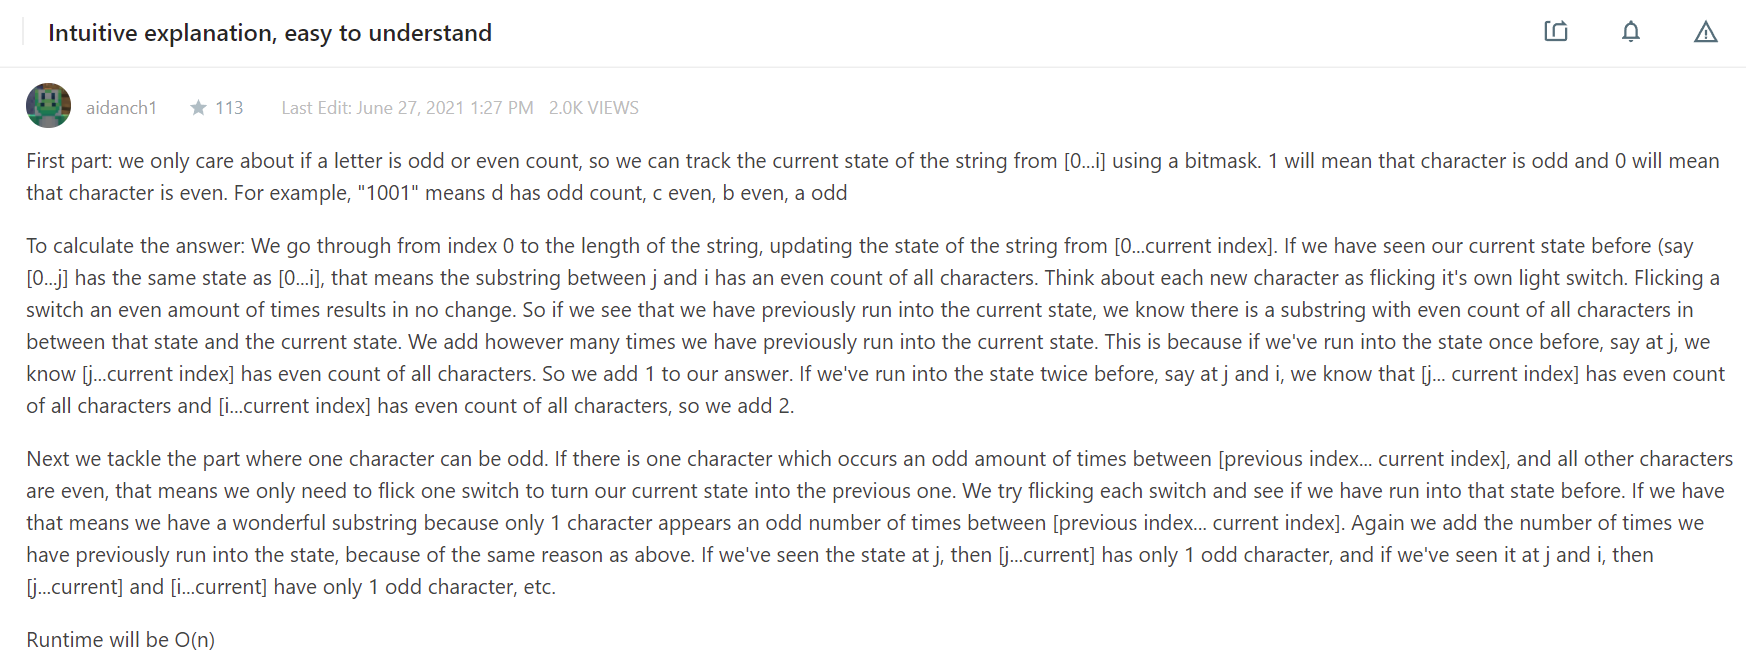 Intuitive explanation, easy to understand
aidanch1 113 Last Edit: June 27, 2021 1:27 PM 2.0K VIEWS
First part: we only care about if a letter is odd or even count, so we can track the current state of the string from [0...i] using a bitmask. 1 will mean that character is odd and 0 will mean
that character is even. For example, "1001" means d has odd count, c even, b even, a odd
To calculate the answer: We go through from index 0 to the length of the string, updating the state of the string from [0...current index]. If we have seen our current state before (say
[0...j] has the same state as [0...i], that means the substring between j and i has an even count of all characters. Think about each new character as flicking it's own light switch. Flicking a
switch an even amount of times results in no change. So if we see that we have previously run into the current state, we know there is a substring with even count of all characters in
between that state and the current state. We add however many times we have previously run into the current state. This is because if we've run into the state once before, say at j, we
know [j...current index] has even count of all characters. So we add 1 to our answer. If we've run into the state twice before, say at j and i, we know that [j... current index] has even count
of all characters and [i...current index] has even count of all characters, so we add 2.
Next we tackle the part where one character can be odd. If there is one character which occurs an odd amount of times between [previous index... current index], and all other characters
are even, that means we only need to flick one switch to turn our current state into the previous one. We try flicking each switch and see if we have run into that state before. If we have
that means we have a wonderful substring because only 1 character appears an odd number of times between [previous index... current index]. Again we add the number of times we
have previously run into the state, because of the same reason as above. If we've seen the state at j, then [j...current] has only 1 odd character, and if we've seen it at j and i, then
[j...current] and [i...current] have only 1 odd character, etc.
Runtime will be O(n)